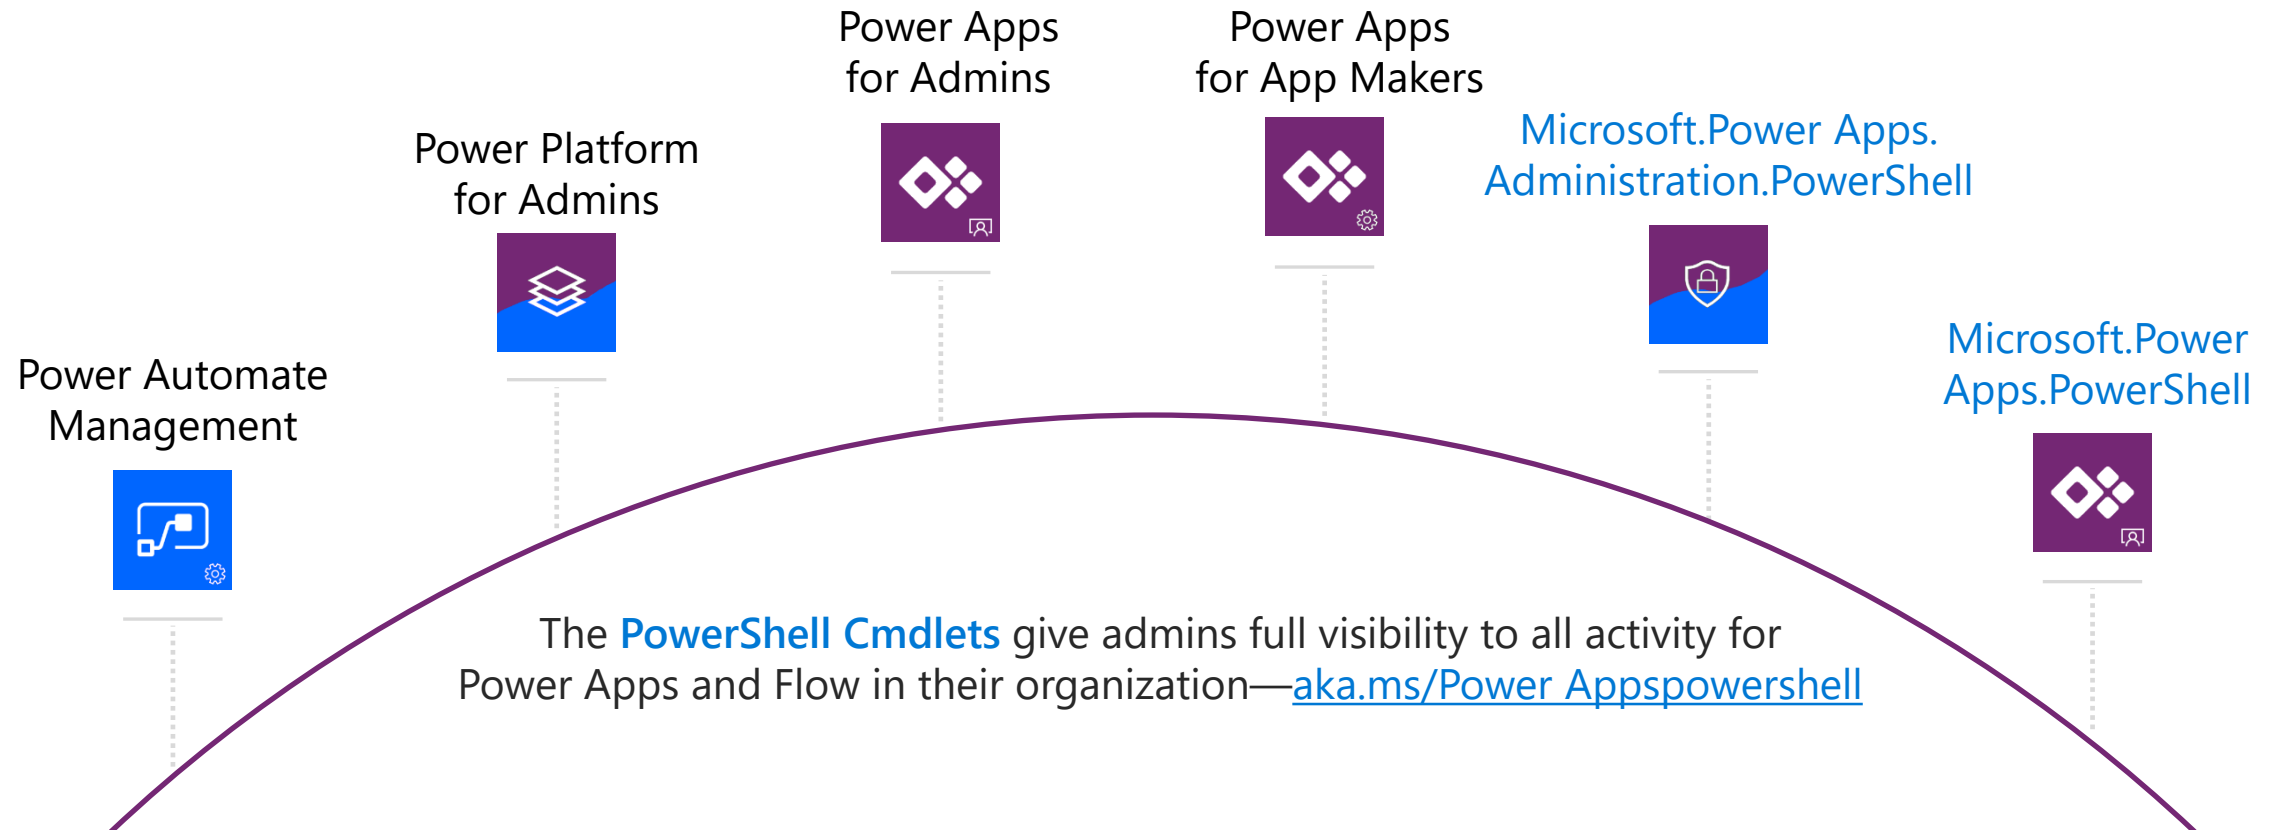 Power Automate
Management
Power Platform
for Admins
Power Apps
for Admins
Power Apps
for App Makers
Microsoft.Power Apps.
Administration.PowerShell
Microsoft.Power
Apps.PowerShell
The PowerShell Cmdlets give admins full visibility to all activity for
Power Apps and Flow in their organization—aka.ms/Power Appspowershell